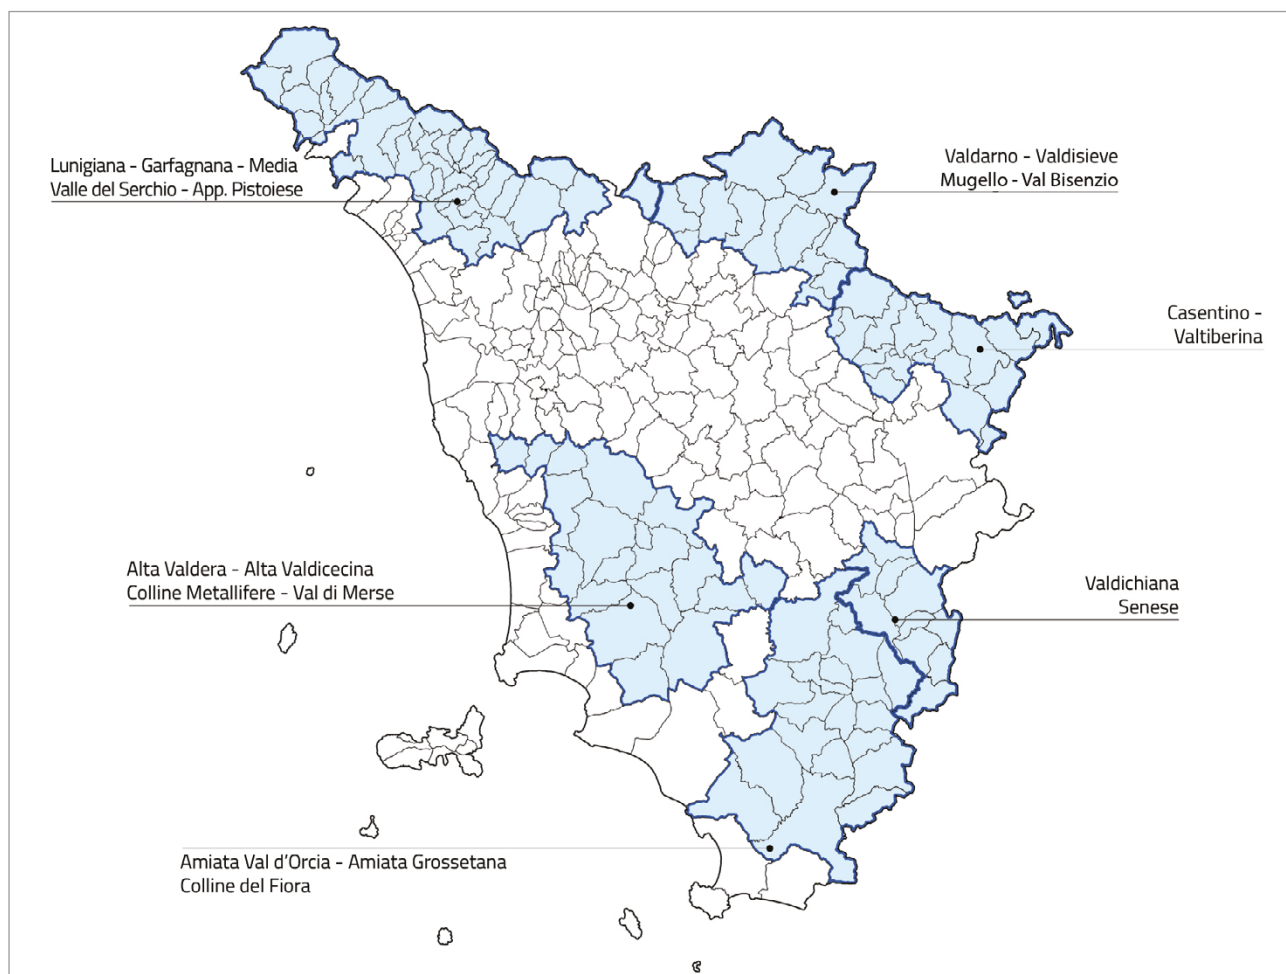 Lunigiana - Garfagnana - Media
Valle del Serchio - App. Pistoiese
Valdarno - Valdisieve
Mugello - Val Bisenzio
Casentino -
Valtiberina
Alta Valdera - Alta Valdicecina
Colline Metallifere - Val di Merse
Valdichiana
Senese
Amiata Val d'Orcia - Amiata Grossetana
Colline del Fiora